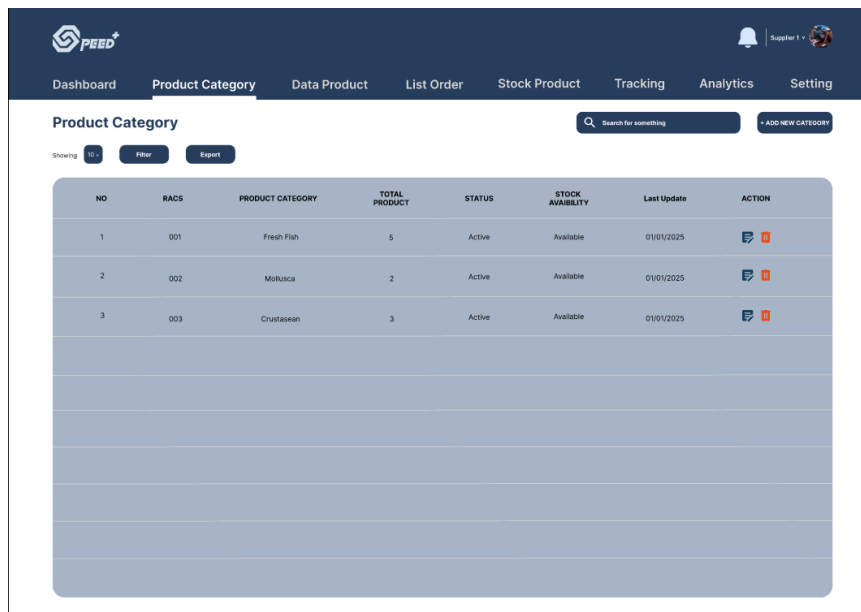 SPEED+
Supplier 1
Dashboard Product Category Data Product List Order Stock Product Tracking Analytics Setting
Product Category
Search for something
+ ADD NEW CATEGORY
Showing 10 Filter Export
NO RACS PRODUCT CATEGORY TOTAL PRODUCT STATUS STOCK AVAIBILITY Last Update ACTION
1 001 Fresh Fish 5 Active Available 01/01/2025
2 002 Mollusca 2 Active Available 01/01/2025
3 003 Crustasean 3 Active Available 01/01/2025